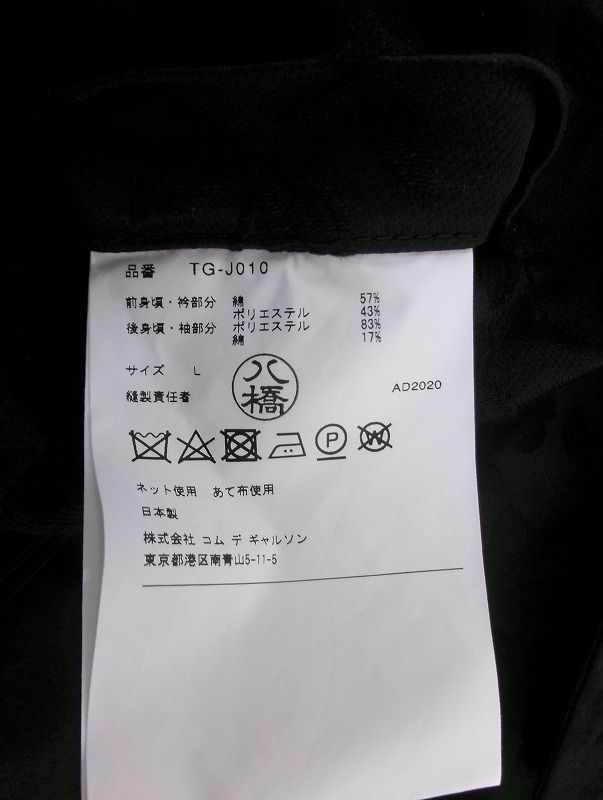 品番 TG-J010
前身頃・衿部分 綿 57%
ポリエステル 43%
後身頃・袖部分 ポリエステル 83%
綿 17%
サイズ L
八橋
縫製責任者
AD2020
P W
ネット使用 あて布使用
日本製
株式会社 コム デ ギャルソン
東京都港区南青山5-11-5